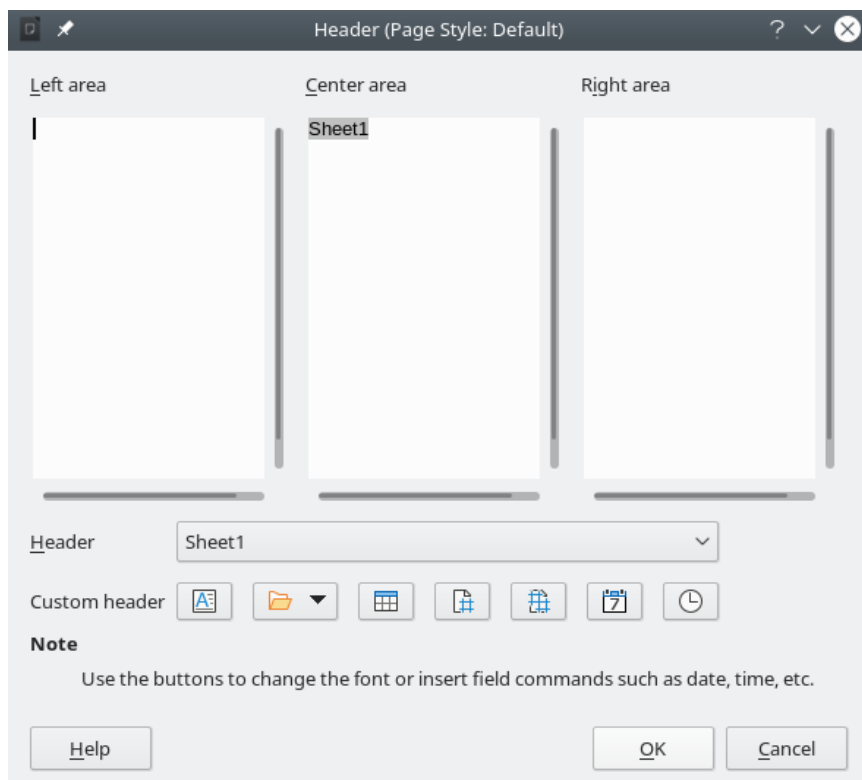 Header (Page Style: Default)
Left area Center area Right area
Sheet1
Header Sheet1
Custom header A 7
Note
Use the buttons to change the font or insert field commands such as date, time, etc.
Help OK Cancel